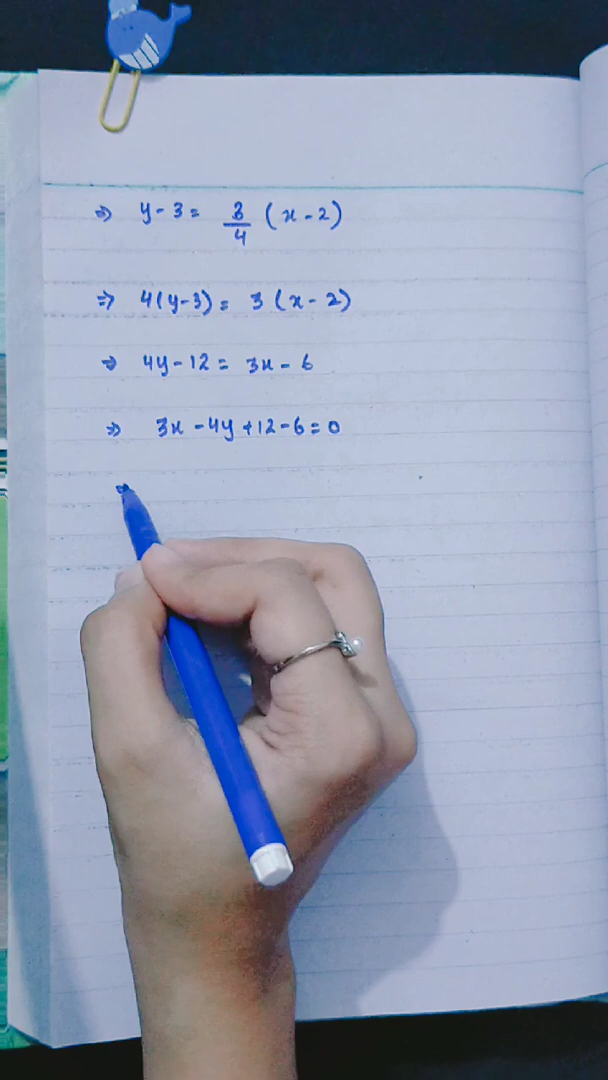 ⇒ y-3 = 3/4 (x-2)
⇒ 4(y-3) = 3(x-2)
⇒ 4y-12 = 3x-6
⇒ 3x-4y+12-6=0